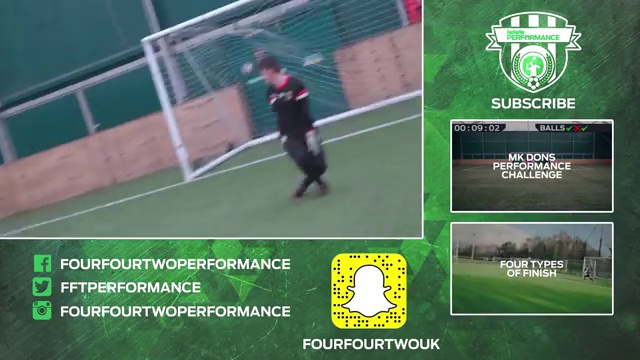 PERFORMANCE
SUBSCRIBE
00:09:02
BALLS
MK DONS
PERFORMANCE
CHALLENGE
FOUR TYPES
OF FINISH
FOURFOURTWOPERFORMANCE
FFTPERFORMANCE
FOURFOURTWOPERFORMANCE
FOURFOURTWOUK